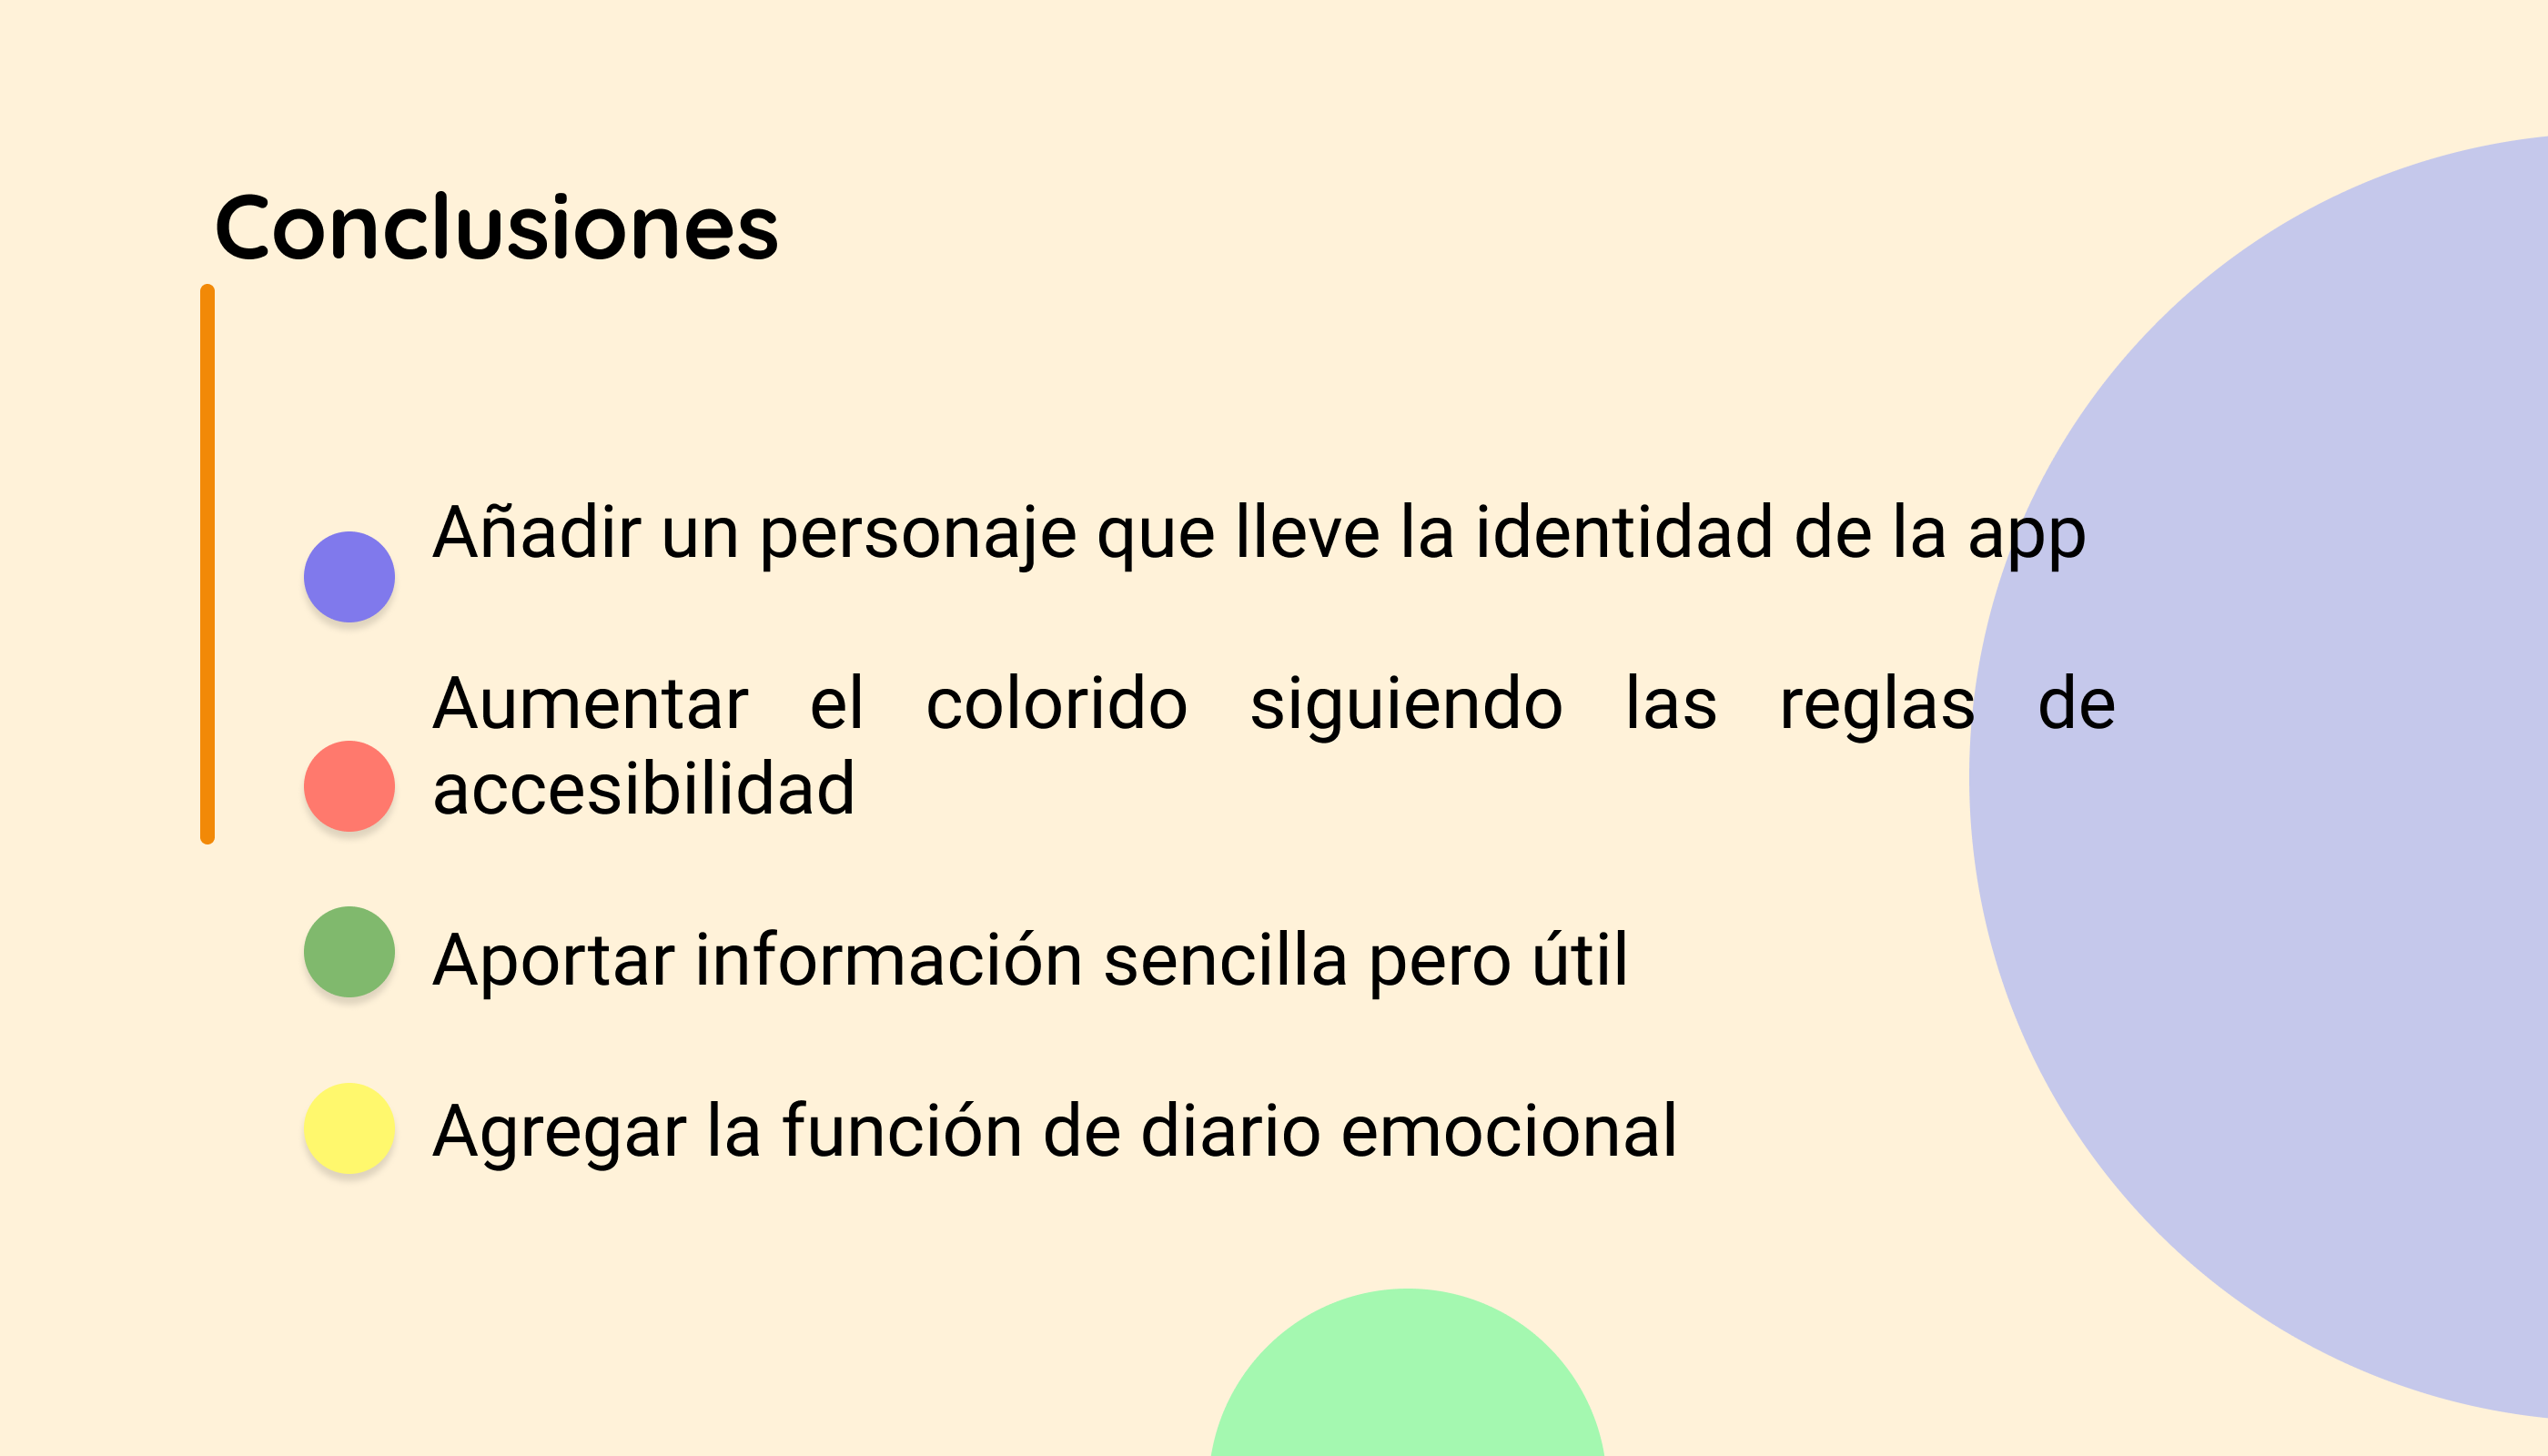 Conclusiones
Añadir un personaje que lleve la identidad de la app
Aumentar el colorido siguiendo las reglas de
accesibilidad
Aportar información sencilla pero útil
Agregar la función de diario emocional